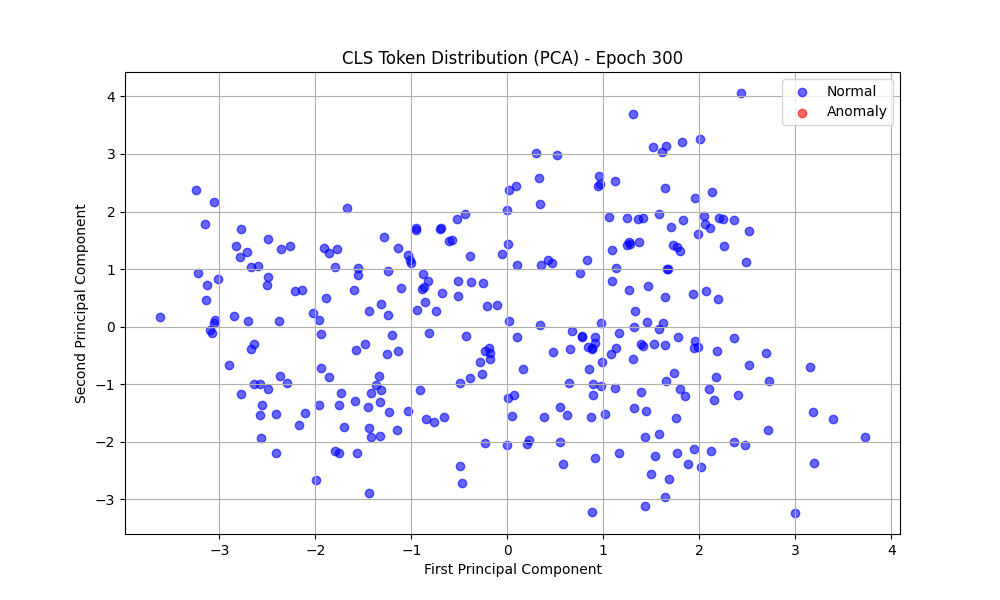 CLS Token Distribution (PCA) - Epoch 300
Normal
Anomaly
4
3
2
1
0
−1
−2
−3
Second Principal Component
−3 −2 −1 0 1 2 3 4
First Principal Component